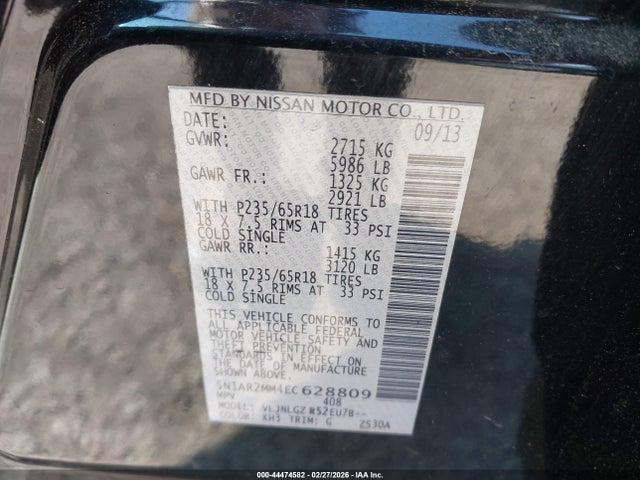 MFD BY NISSAN MOTOR CO., LTD.
DATE: 09/13
GVWR: 2715 KG
5986 LB
GAWR FR.: 1325 KG
2921 LB
WITH P235/65R18 TIRES
18 X 7.5 RIMS AT 33 PSI
COLD SINGLE
GAWR RR.: 1415 KG
3120 LB
WITH P235/65R18 TIRES
18 X 7.5 RIMS AT 33 PSI
COLD SINGLE
THIS VEHICLE CONFORMS TO
ALL APPLICABLE FEDERAL
MOTOR VEHICLE SAFETY AND
THEFT PREVENTION
STANDARDS IN EFFECT ON
THE DATE OF MANUFACTURE
SHOWN ABOVE.
5N1AR2MM4EC628809
MPV 408
VLJNLGZ R52EU7B--
COLOR: KH3 TRIM: G ZS30A
000-44474582 | 02/27/2026 | IAA Inc.